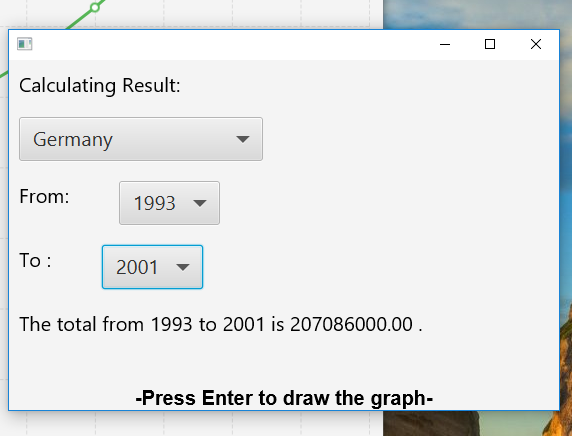 Calculating Result:
Germany
From: 1993
To : 2001
The total from 1993 to 2001 is 207086000.00 .
-Press Enter to draw the graph-